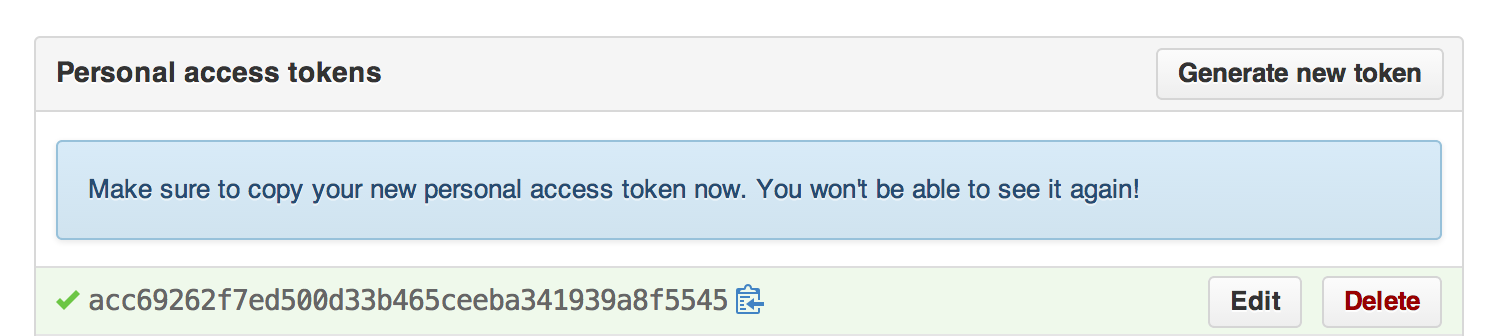 Personal access tokens
Generate new token
Make sure to copy your new personal access token now. You won't be able to see it again!
acc69262f7ed500d33b465ceeba341939a8f5545
Edit
Delete